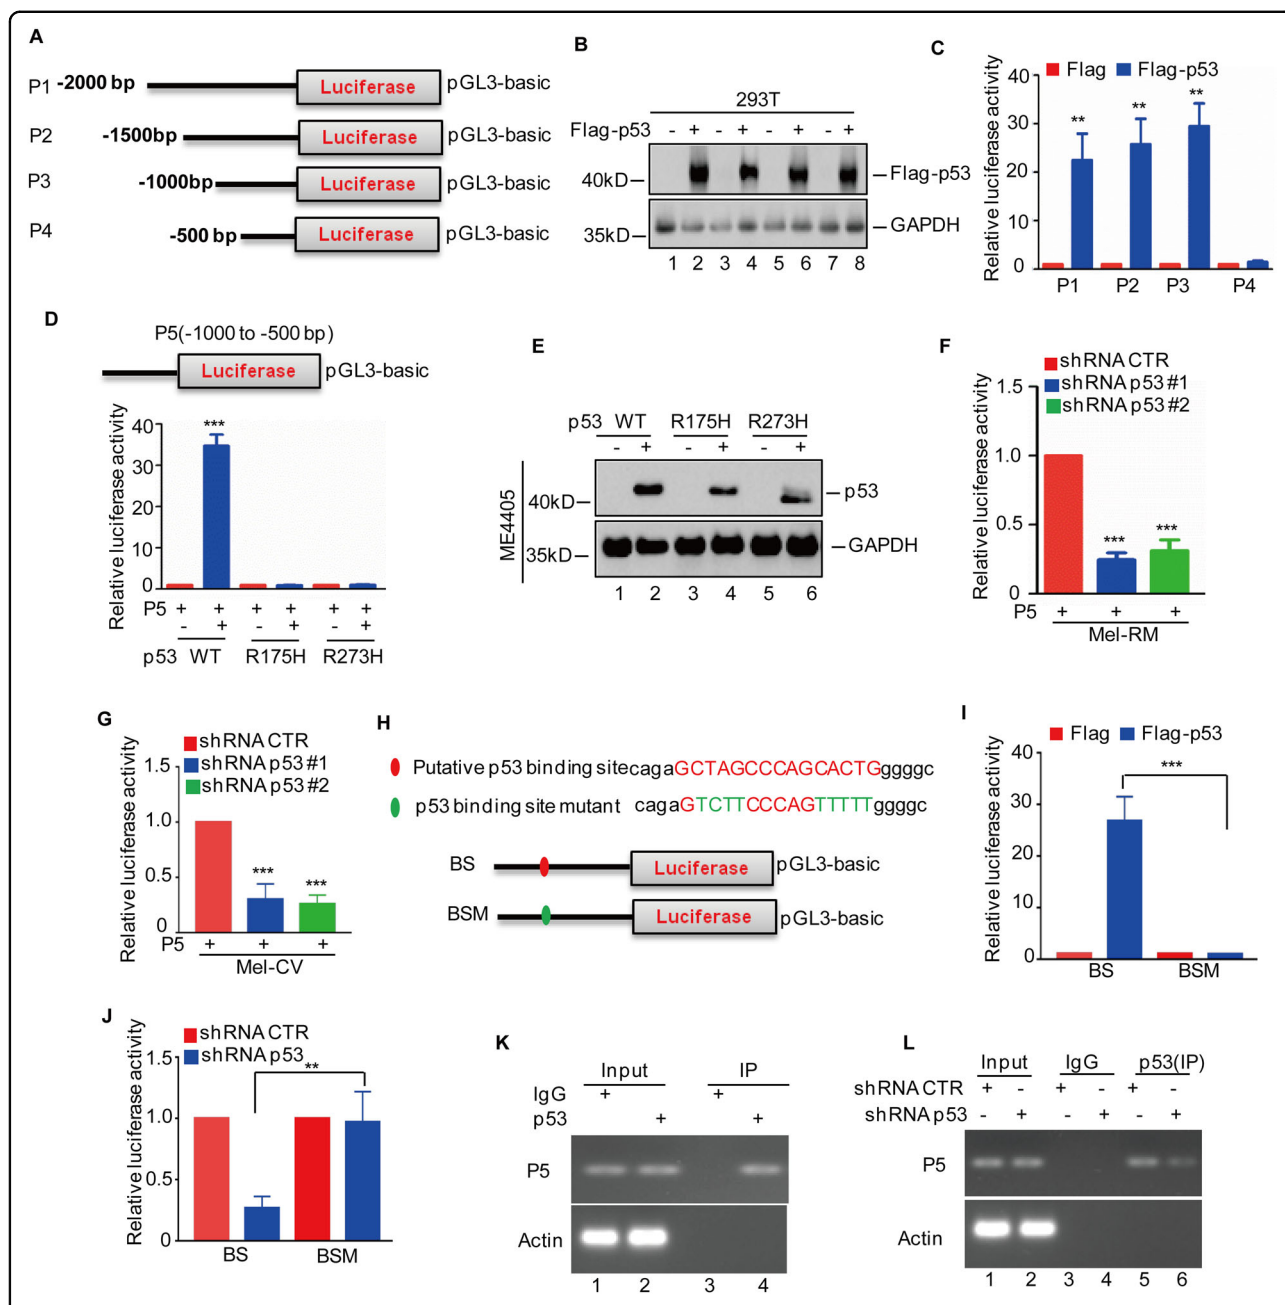 A
P1 -2000 bp Luciferase pGL3-basic
P2 -1500bp Luciferase pGL3-basic
P3 -1000bp Luciferase pGL3-basic
P4 -500 bp Luciferase pGL3-basic
B
293T
Flag-p53 - + - + - + - +
40kD Flag-p53
35kD GAPDH
1 2 3 4 5 6 7 8
C
Flag Flag-p53
Relative luciferase activity
40
30
20
10
0
** ** **
P1 P2 P3 P4
D
P5(-1000 to -500 bp)
Luciferase pGL3-basic
Relative luciferase activity
40
30
20
10
0
***
P5 + + + + + +
- + - + - +
p53 WT R175H R273H
E
p53 WT R175H R273H
- + - + - +
ME4405
40kD p53
35kD GAPDH
1 2 3 4 5 6
F
shRNA CTR
shRNA p53 #1
shRNA p53 #2
Relative luciferase activity
1.5
1.0
0.5
0.0
*** ***
P5 + + +
Mel-RM
G
shRNA CTR
shRNA p53 #1
shRNA p53 #2
Relative luciferase activity
1.5
1.0
0.5
0.0
*** ***
P5 + + +
Mel-CV
H
Putative p53 binding site cagaGCTAGCCCAGCACTGggggc
p53 binding site mutant cagaGTCTTCCCAGTTTTTggggc
BS Luciferase pGL3-basic
BSM Luciferase pGL3-basic
I
Flag Flag-p53
Relative luciferase activity
40
30
20
10
0
***
BS BSM
J
shRNA CTR
shRNA p53
Relative luciferase activity
1.5
1.0
0.5
0.0
**
BS BSM
K
Input IP
IgG + +
p53 + +
P5
Actin
1 2 3 4
L
Input IgG p53(IP)
shRNA CTR + - + - + -
shRNA p53 - + - + - +
P5
Actin
1 2 3 4 5 6